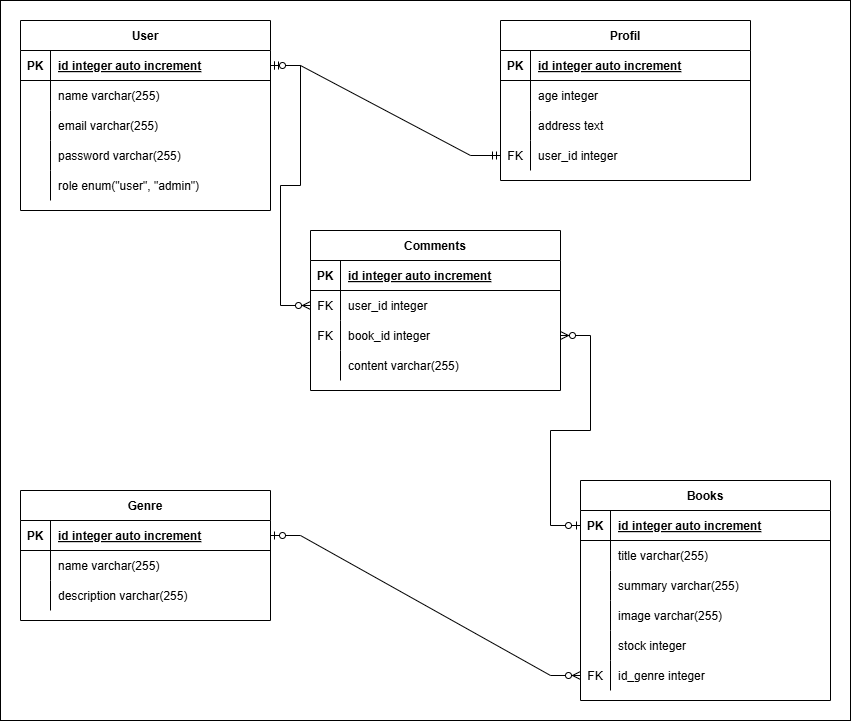 User
PK id integer auto increment
name varchar(255)
email varchar(255)
password varchar(255)
role enum("user", "admin")
Profil
PK id integer auto increment
age integer
address text
FK user_id integer
Comments
PK id integer auto increment
FK user_id integer
FK book_id integer
content varchar(255)
Genre
PK id integer auto increment
name varchar(255)
description varchar(255)
Books
PK id integer auto increment
title varchar(255)
summary varchar(255)
image varchar(255)
stock integer
FK id_genre integer